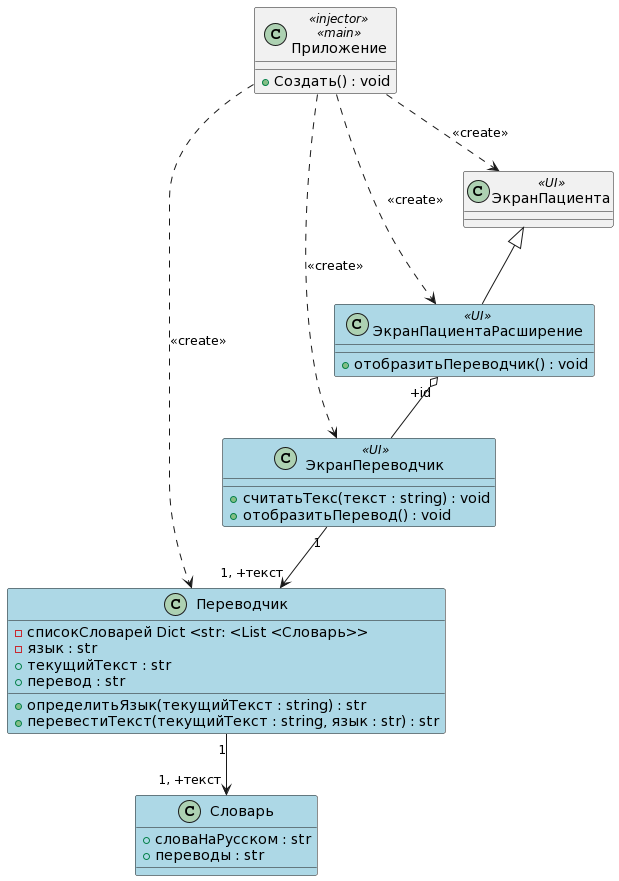 «injector»
«main»
C Приложение
Создать() : void
«create»
«UI»
C ЭкранПациента
«create»
«UI»
C ЭкранПациентаРасширение
отобразитьПереводчик() : void
«create»
«create»
+id
«UI»
C ЭкранПереводчик
считатьТекс(текст : string) : void
отобразитьПеревод() : void
1
1, +текст
C Переводчик
списокСловарей Dict <str: <List <Словарь>>
язык : str
текущийТекст : str
перевод : str
определитьЯзык(текущийТекст : string) : str
перевестиТекст(текущийТекст : string, язык : str) : str
1
1, +текст
C Словарь
словаНаРусском : str
переводы : str